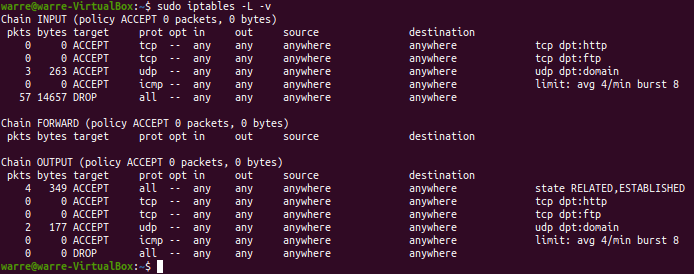 warre@warre-VirtualBox:~$ sudo iptables -L -v
Chain INPUT (policy ACCEPT 0 packets, 0 bytes)
 pkts bytes target     prot opt in     out     source               destination
    0     0 ACCEPT     tcp  --  any    any     anywhere             anywhere             tcp dpt:http
    0     0 ACCEPT     tcp  --  any    any     anywhere             anywhere             tcp dpt:ftp
    3   263 ACCEPT     udp  --  any    any     anywhere             anywhere             udp dpt:domain
    0     0 ACCEPT     icmp --  any    any     anywhere             anywhere             limit: avg 4/min burst 8
   57 14657 DROP       all  --  any    any     anywhere             anywhere
Chain FORWARD (policy ACCEPT 0 packets, 0 bytes)
 pkts bytes target     prot opt in     out     source               destination
Chain OUTPUT (policy ACCEPT 0 packets, 0 bytes)
 pkts bytes target     prot opt in     out     source               destination
    4   349 ACCEPT     all  --  any    any     anywhere             anywhere             state RELATED,ESTABLISHED
    0     0 ACCEPT     tcp  --  any    any     anywhere             anywhere             tcp dpt:http
    0     0 ACCEPT     tcp  --  any    any     anywhere             anywhere             tcp dpt:ftp
    2   177 ACCEPT     udp  --  any    any     anywhere             anywhere             udp dpt:domain
    0     0 ACCEPT     icmp --  any    any     anywhere             anywhere             limit: avg 4/min burst 8
    0     0 DROP       all  --  any    any     anywhere             anywhere
warre@warre-VirtualBox:~$